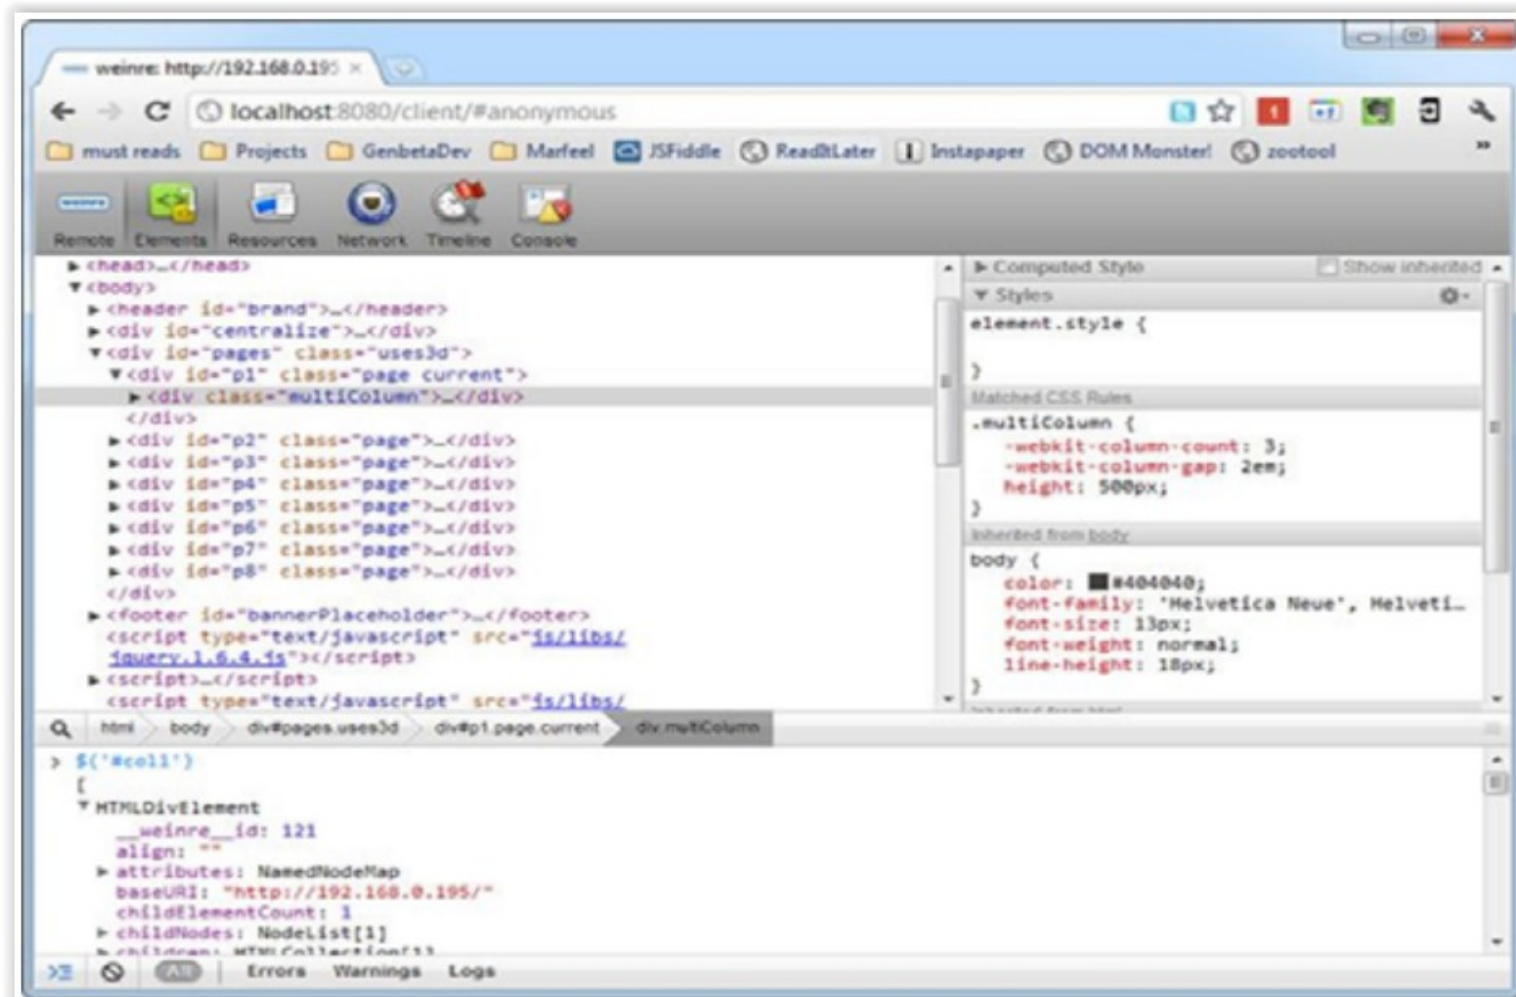 weinre: http://192.168.0.195
localhost:8080/client/#anonymous
must reads Projects GenbetaDev Marfeel JSFiddle ReadItLater Instapaper DOM Monster! zootool
weinre
Remote Elements Resources Network Timeline Console
<head>…</head>
<body>
<header id="brand">…</header>
<div id="centralize">…</div>
<div id="pages" class="uses3d">
<div id="p1" class="page current">
<div class="multiColumn">…</div>
</div>
<div id="p2" class="page">…</div>
<div id="p3" class="page">…</div>
<div id="p4" class="page">…</div>
<div id="p5" class="page">…</div>
<div id="p6" class="page">…</div>
<div id="p7" class="page">…</div>
<div id="p8" class="page">…</div>
</div>
<footer id="bannerPlaceholder">…</footer>
<script type="text/javascript" src="js/libs/
jquery.1.6.4.js"></script>
<script>…</script>
<script type="text/javascript" src="js/libs/
Computed Style Show inherited
Styles
element.style {
}
Matched CSS Rules
.multiColumn {
-webkit-column-count: 3;
-webkit-column-gap: 2em;
height: 500px;
}
Inherited from body
body {
color: #404040;
font-family: 'Helvetica Neue', Helveti…
font-size: 13px;
font-weight: normal;
line-height: 18px;
}
html body div#pages.uses3d div#p1.page.current div.multiColumn
> $('#col1')
[
HTMLDivElement
__weinre__id: 121
align: ""
attributes: NamedNodeMap
baseURI: "http://192.168.0.195/"
childElementCount: 1
childNodes: NodeList[1]
children: HTMLCollection[1]
All Errors Warnings Logs